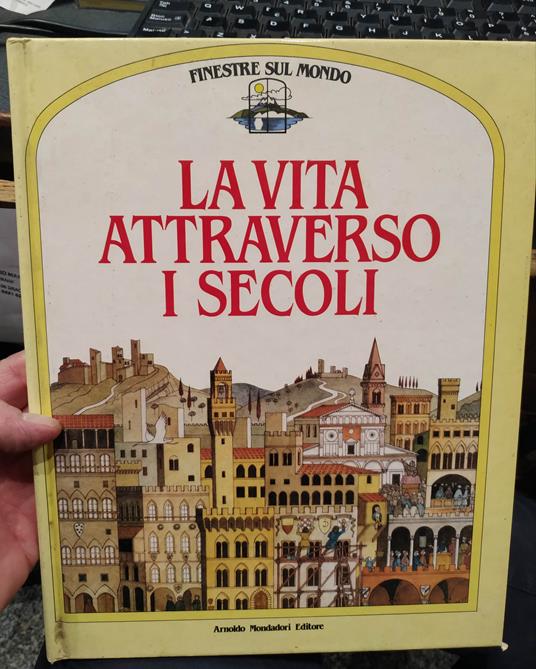 FINESTRE SUL MONDO
LA VITA
ATTRAVERSO
I SECOLI
Arnoldo Mondadori Editore